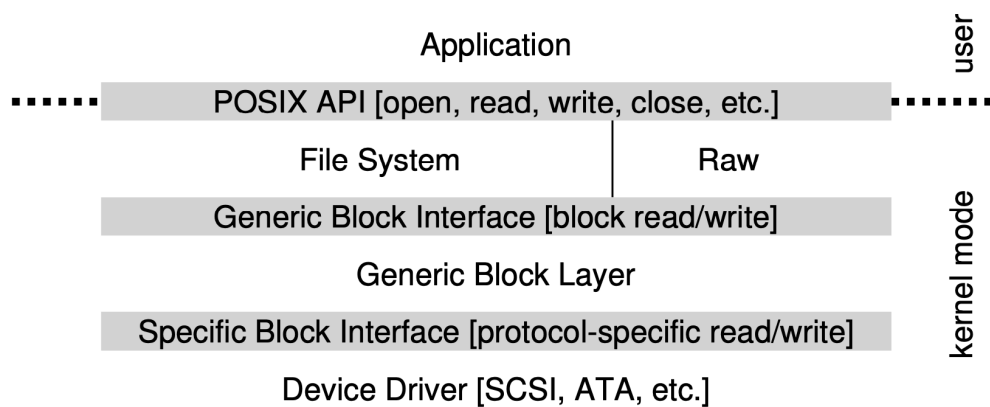 Application
user
POSIX API [open, read, write, close, etc.]
File System
Raw
Generic Block Interface [block read/write]
Generic Block Layer
kernel mode
Specific Block Interface [protocol-specific read/write]
Device Driver [SCSI, ATA, etc.]